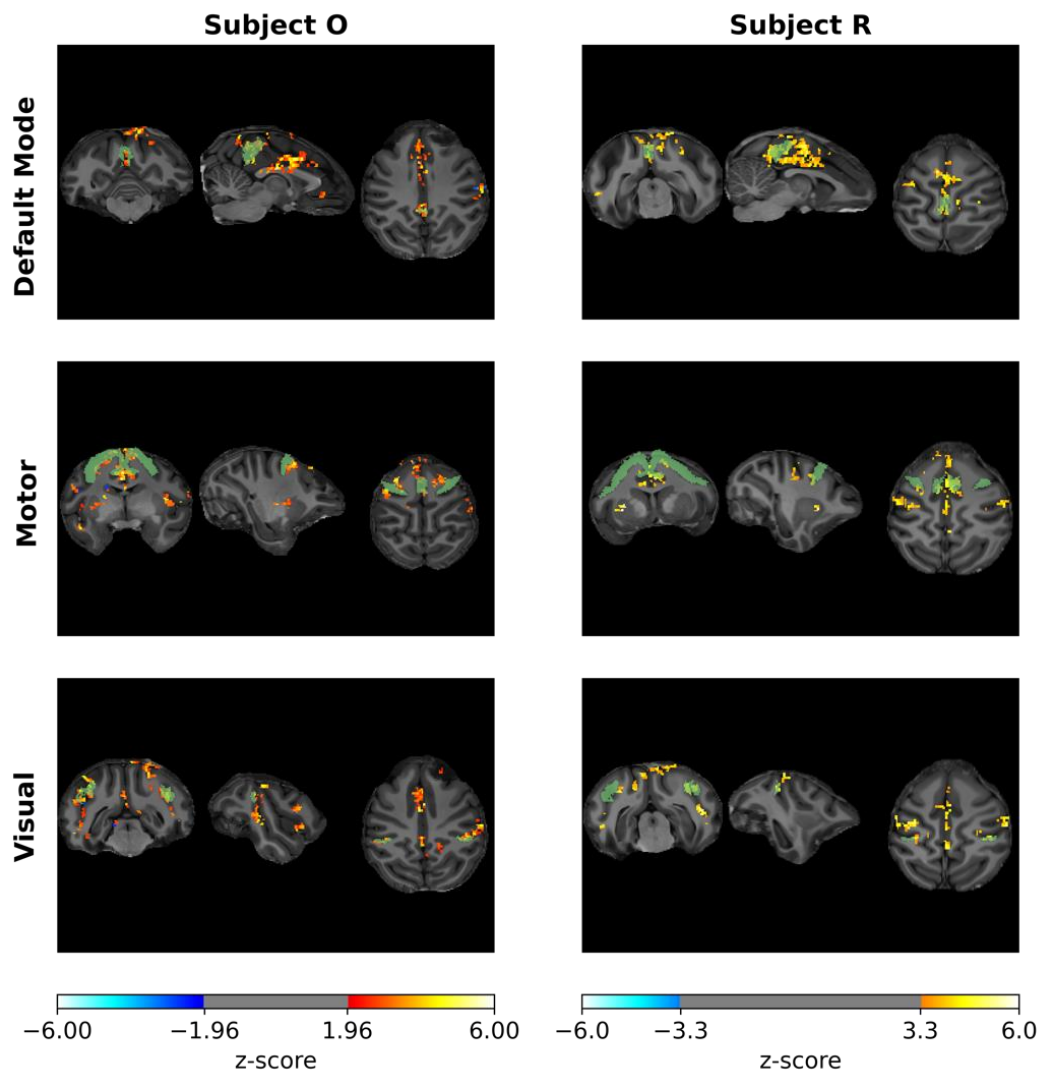 Subject O
Subject R
Default Mode
Motor
Visual
−6.00 −1.96 1.96 6.00
z-score
−6.0 −3.3 3.3 6.0
z-score